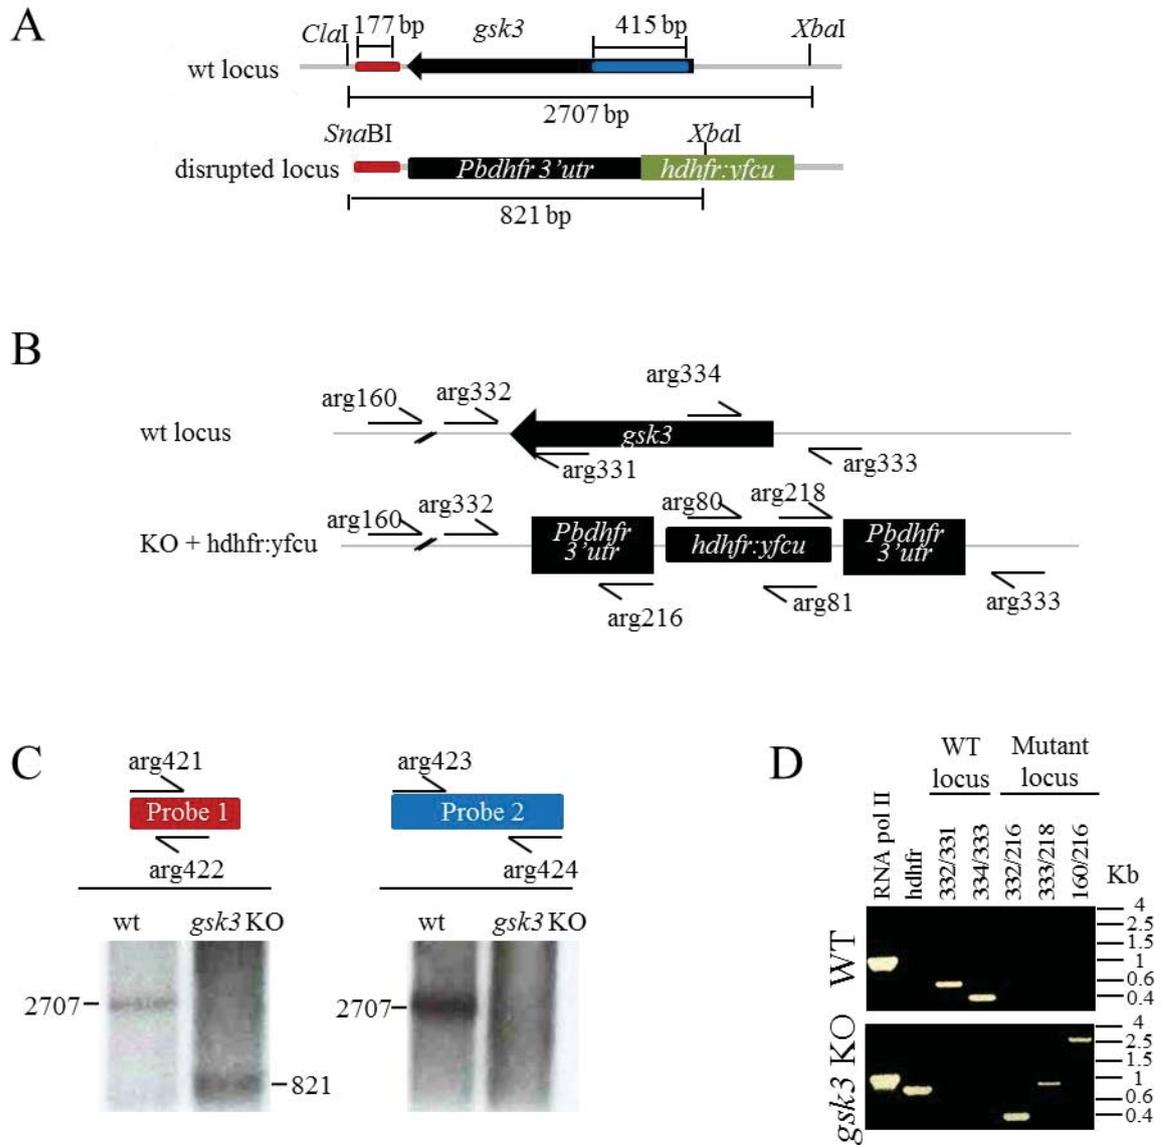 A
ClaI 177 bp gsk3 415 bp XbaI
wt locus
2707 bp
SnaBI XbaI
disrupted locus Pbdhfr 3’utr hdhfr:yfcu
821 bp
B
arg160 arg332 arg334
wt locus gsk3
arg331 arg333
arg160 arg332 arg80 arg218
KO + hdhfr:yfcu Pbdhfr 3’utr hdhfr:yfcu Pbdhfr 3’utr
arg216 arg81 arg333
C
arg421 arg423
Probe 1 Probe 2
arg422 arg424
wt gsk3 KO wt gsk3 KO
2707 2707
821
D
WT locus Mutant locus
RNA pol II hdhfr 332/331 334/333 332/216 333/218 160/216 Kb
WT
4
2.5
1.5
1
0.6
0.4
gsk3 KO
4
2.5
1.5
1
0.6
0.4